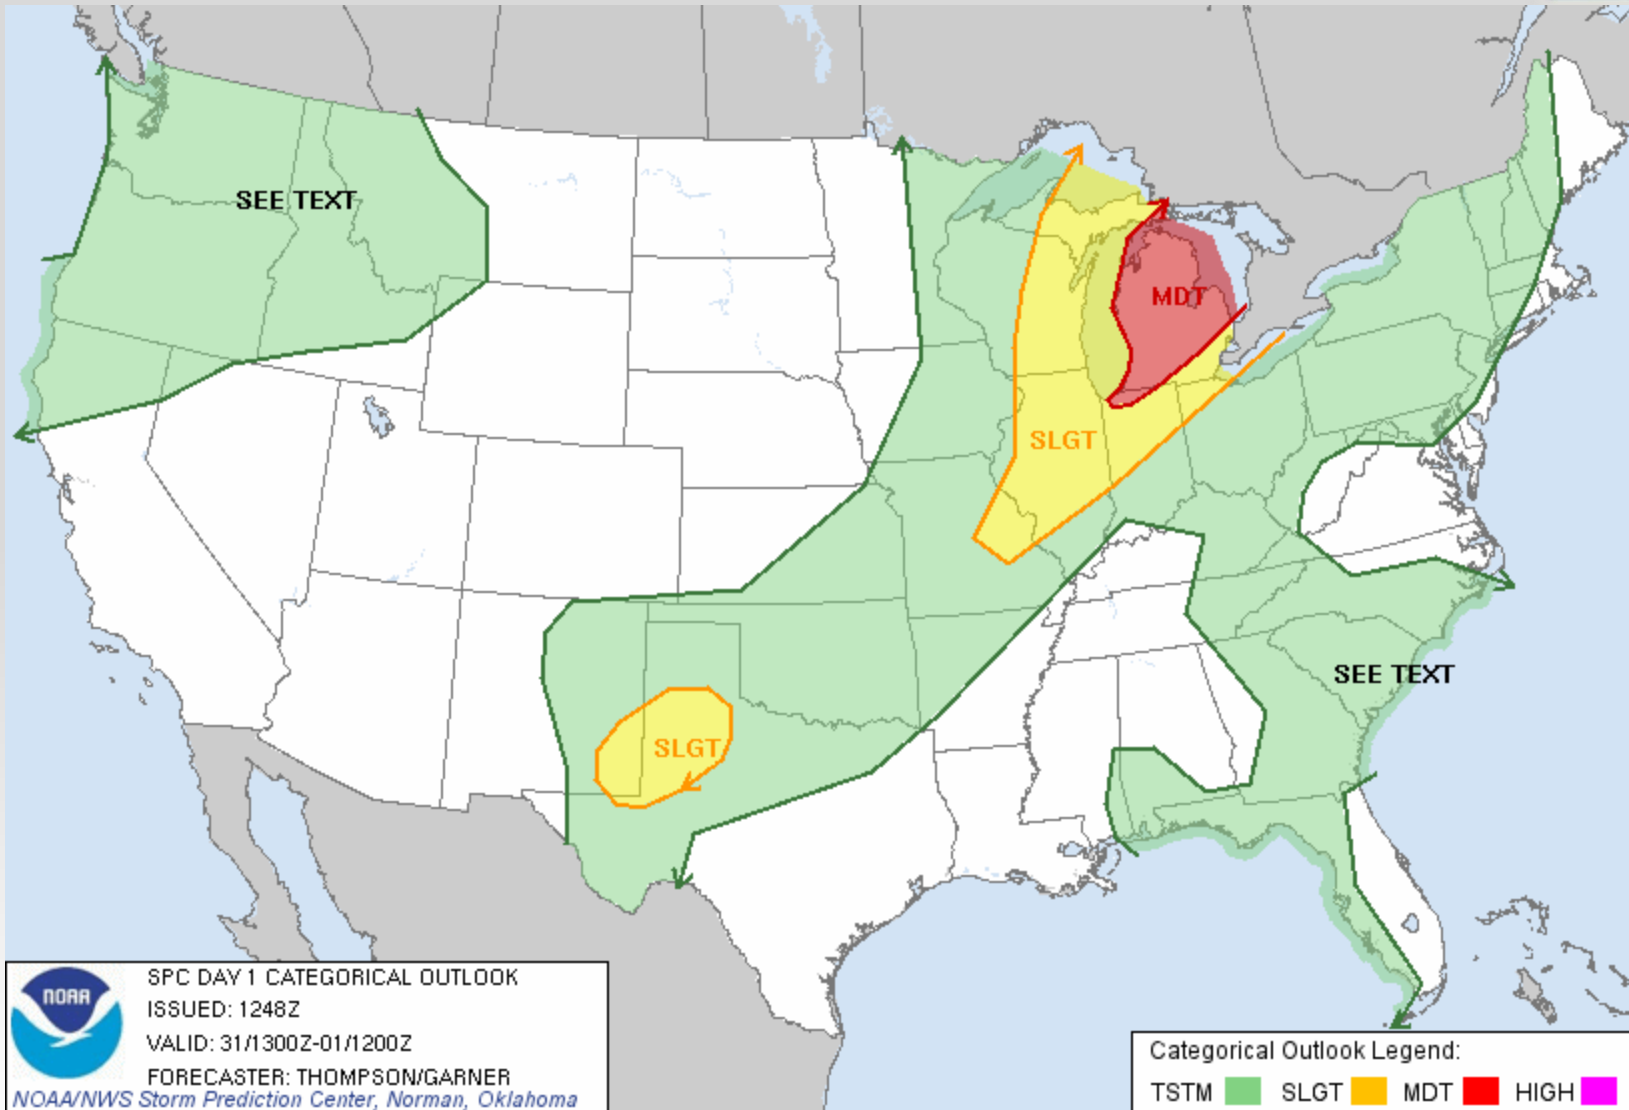 SEE TEXT
MDT
SLGT
SEE TEXT
SLGT
NOAA
SPC DAY 1 CATEGORICAL OUTLOOK
ISSUED: 1248Z
VALID: 31/1300Z-01/1200Z
FORECASTER: THOMPSON/GARNER
NOAA/NWS Storm Prediction Center, Norman, Oklahoma
Categorical Outlook Legend:
TSTM SLGT MDT HIGH